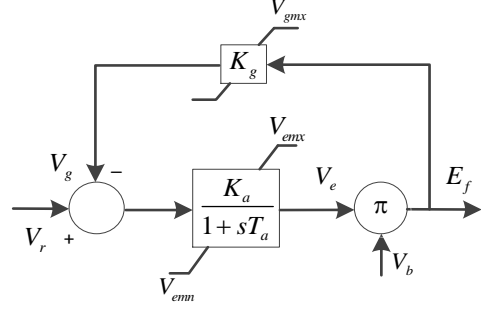 V_gmx
K_g
V_emx
V_g
−
K_a
V_e
E_f
1 + sT_a
π
V_r
+
V_b
V_emn